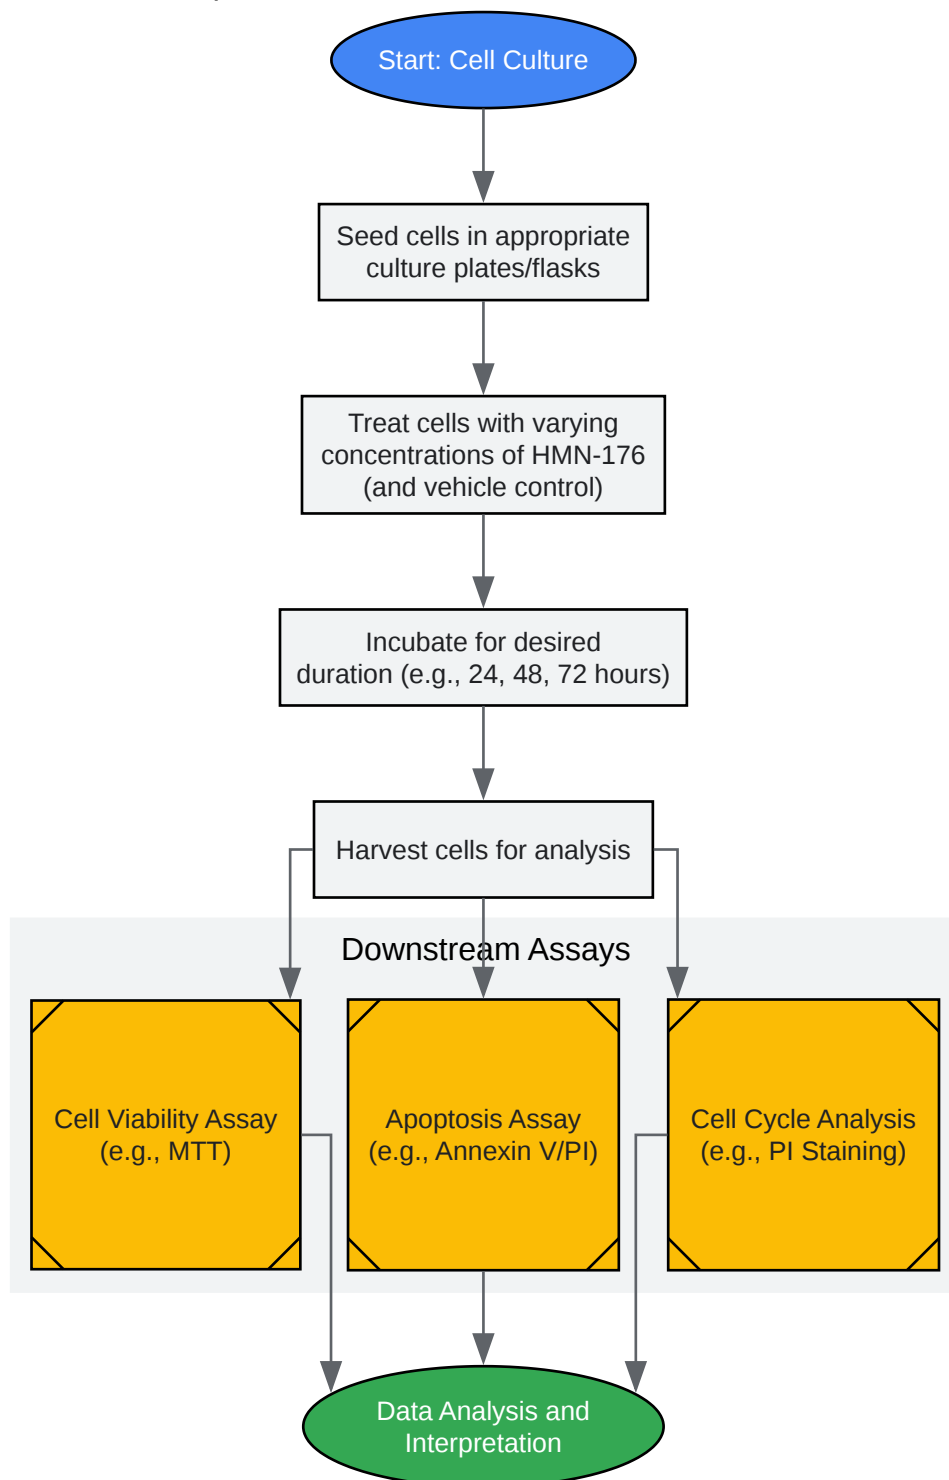 Start: Cell Culture
Seed cells in appropriate
culture plates/flasks
Treat cells with varying
concentrations of HMN-176
(and vehicle control)
Incubate for desired
duration (e.g., 24, 48, 72 hours)
Harvest cells for analysis
Downstream Assays
Cell Viability Assay
(e.g., MTT)
Apoptosis Assay
(e.g., Annexin V/PI)
Cell Cycle Analysis
(e.g., PI Staining)
Data Analysis and
Interpretation